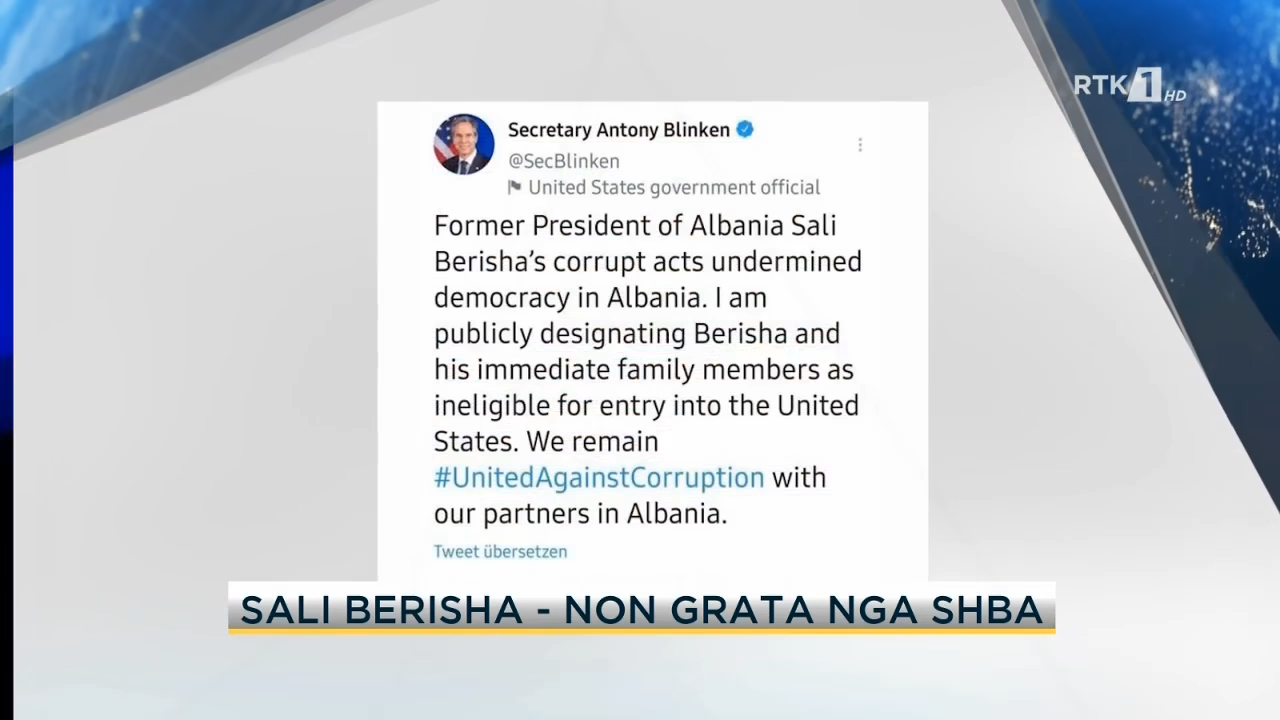 RTK 1 HD
Secretary Antony Blinken
@SecBlinken
United States government official
Former President of Albania Sali
Berisha’s corrupt acts undermined
democracy in Albania. I am
publicly designating Berisha and
his immediate family members as
ineligible for entry into the United
States. We remain
#UnitedAgainstCorruption with
our partners in Albania.
Tweet übersetzen
SALI BERISHA - NON GRATA NGA SHBA